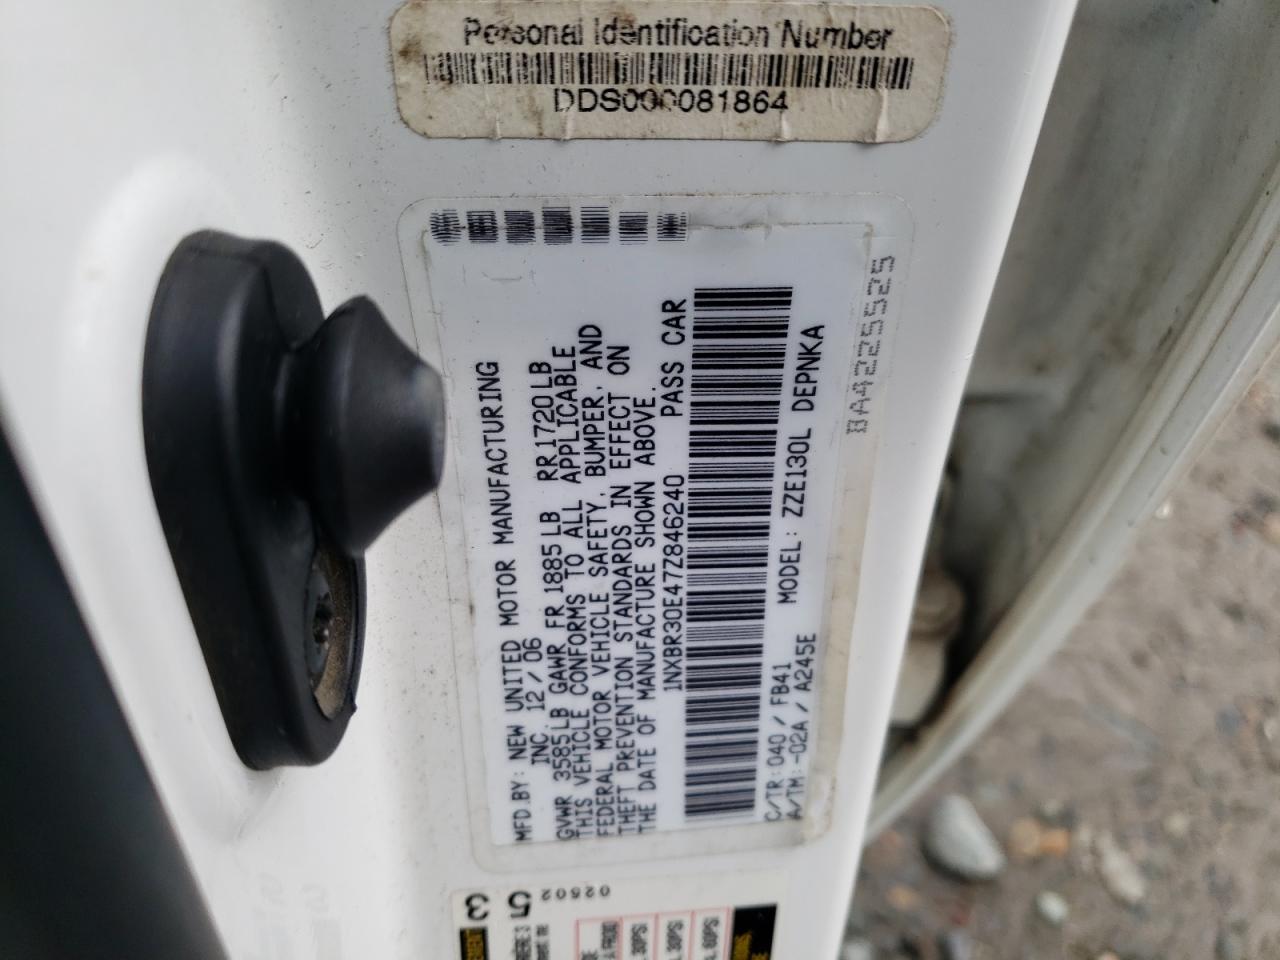 Personal Identification Number
DDS000081864
MFD.BY: NEW UNITED MOTOR MANUFACTURING
INC. 12/06
GVWR 3585LB GAWR FR 1885LB RR 1720LB
THIS VEHICLE CONFORMS TO ALL APPLICABLE
FEDERAL MOTOR VEHICLE SAFETY, BUMPER, AND
THEFT PREVENTION STANDARDS IN EFFECT ON
THE DATE OF MANUFACTURE SHOWN ABOVE.
1NXBR30E47Z846240 PASS CAR
C/TR:040/FB41 MODEL: ZZE130L DEPNKA
A/TM:-02A/A245E
BA4225525
02602
3
5